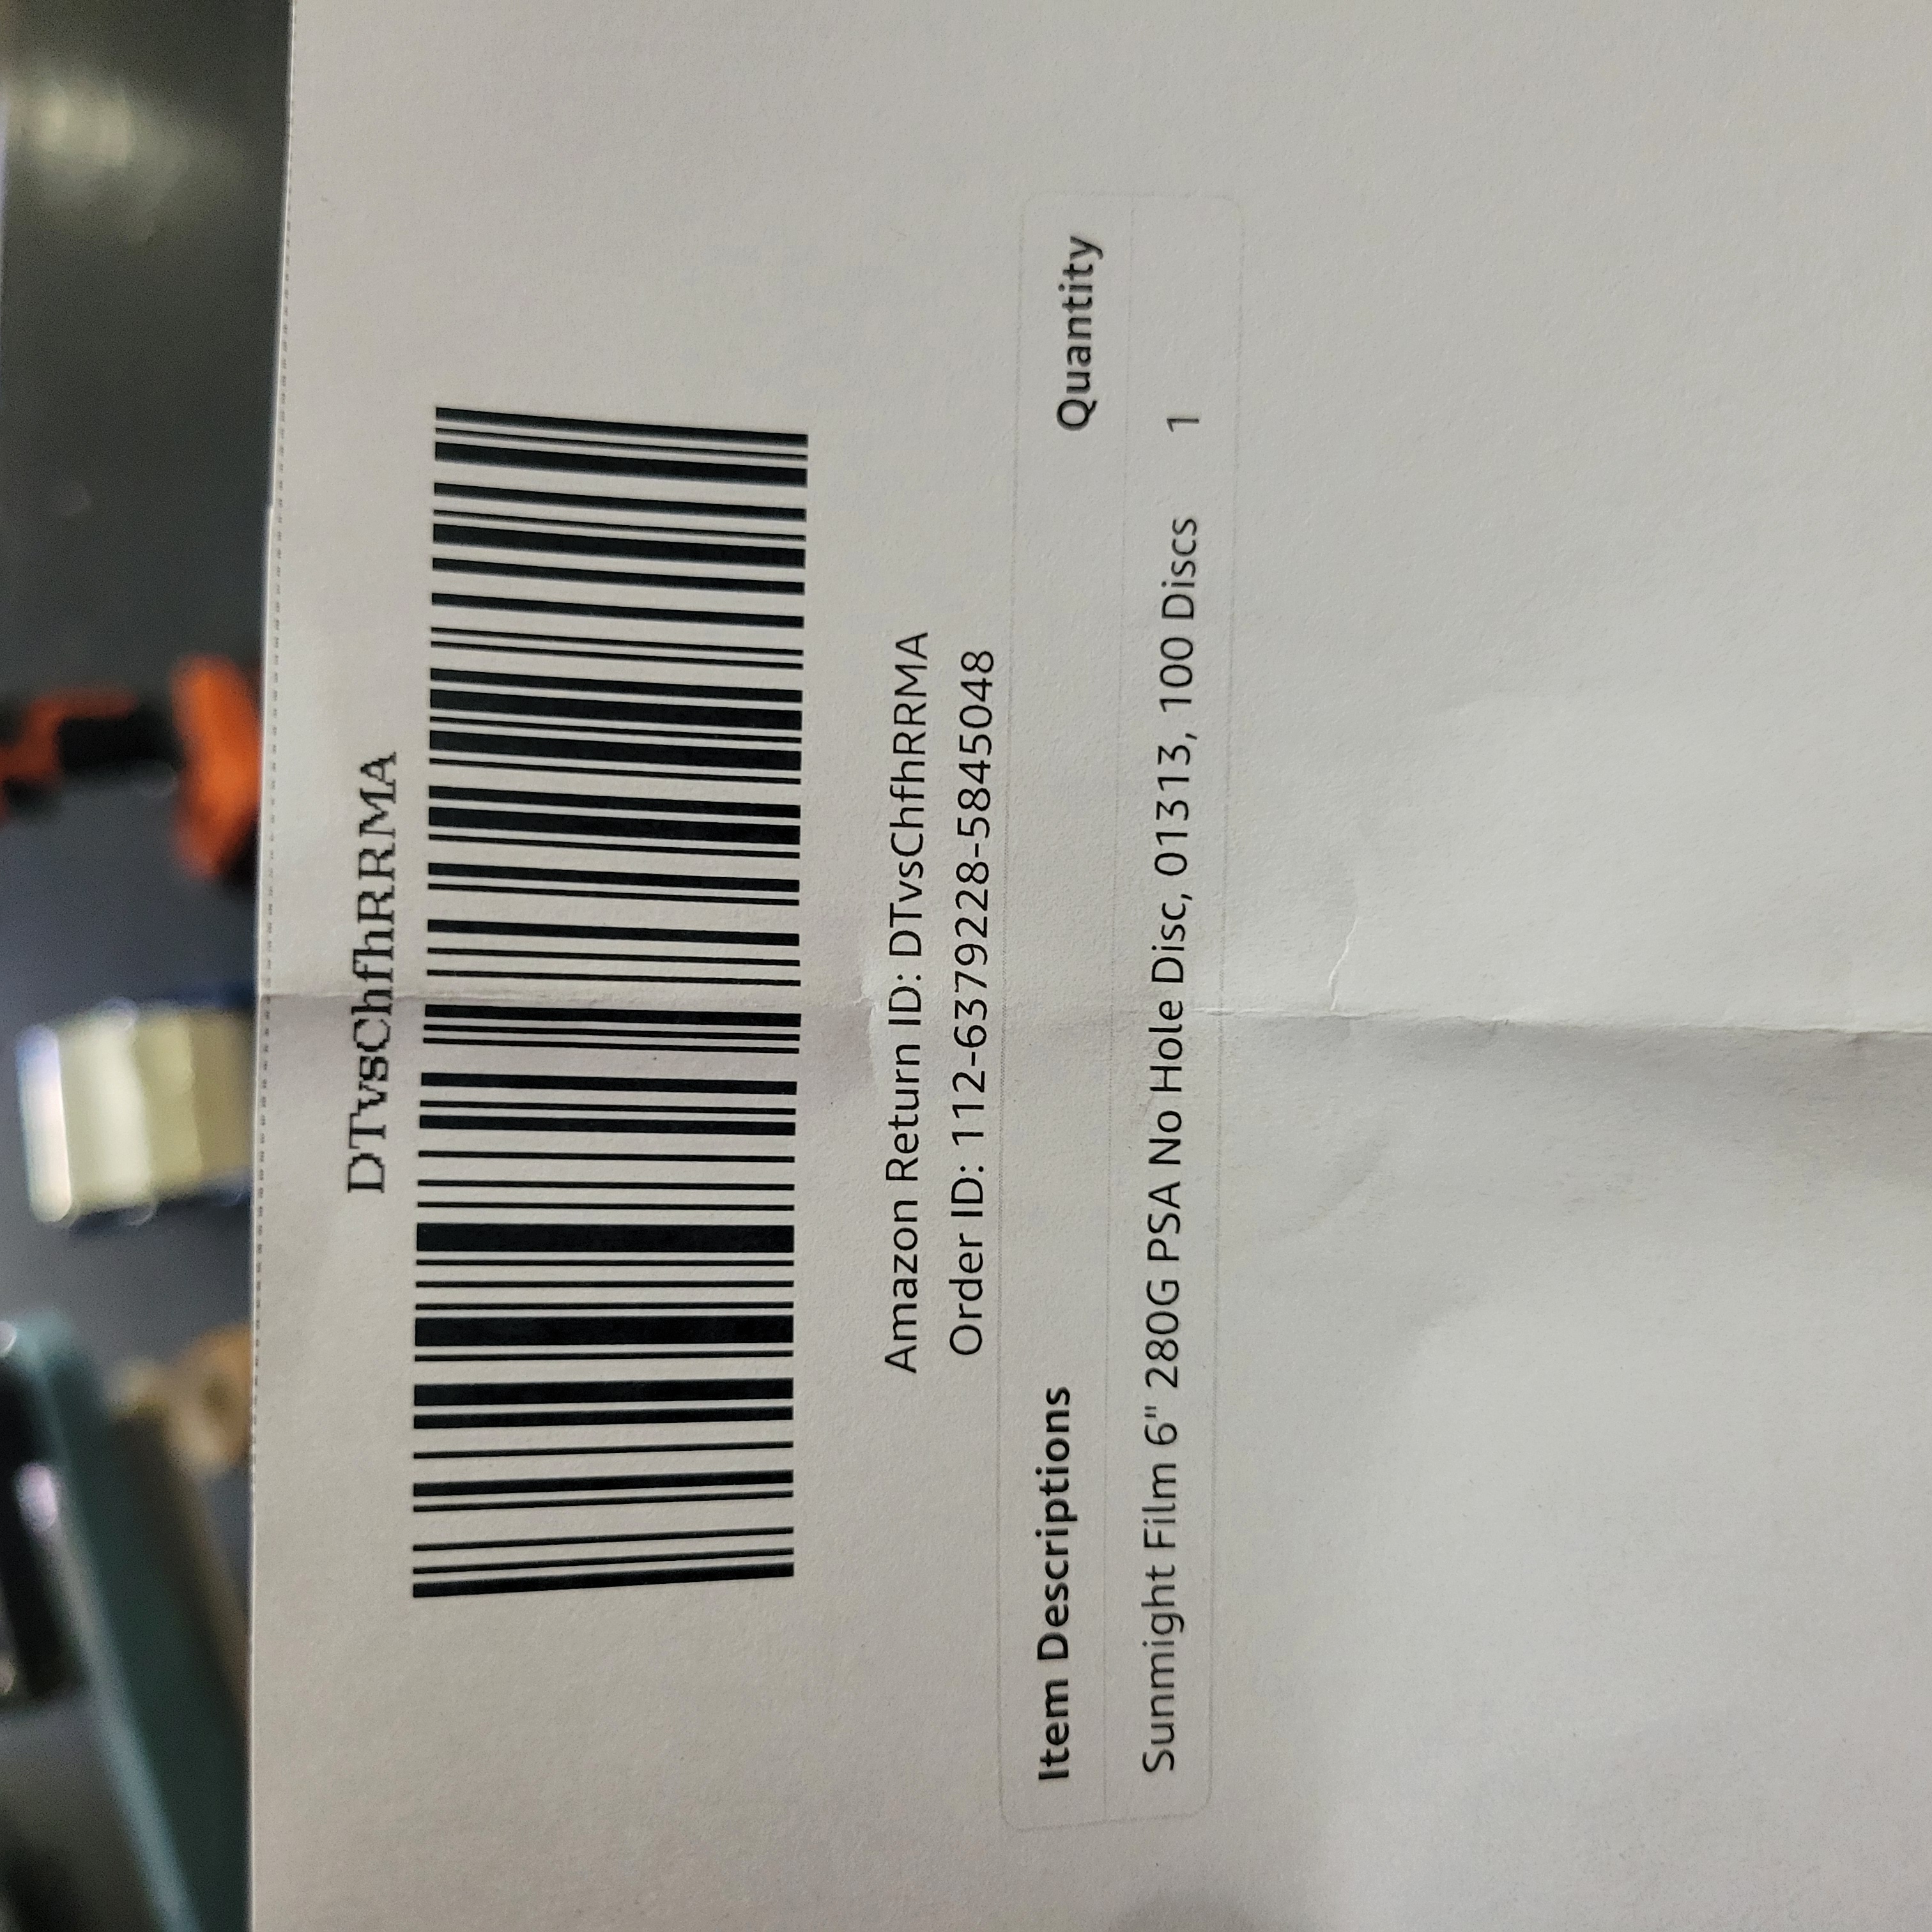 DTvsChfhRRMA
Amazon Return ID: DTvsChfhRRMA
Order ID: 112-6379228-5845048
Item Descriptions Quantity
Sunmight Film 6" 280G PSA No Hole Disc, 01313, 100 Discs 1